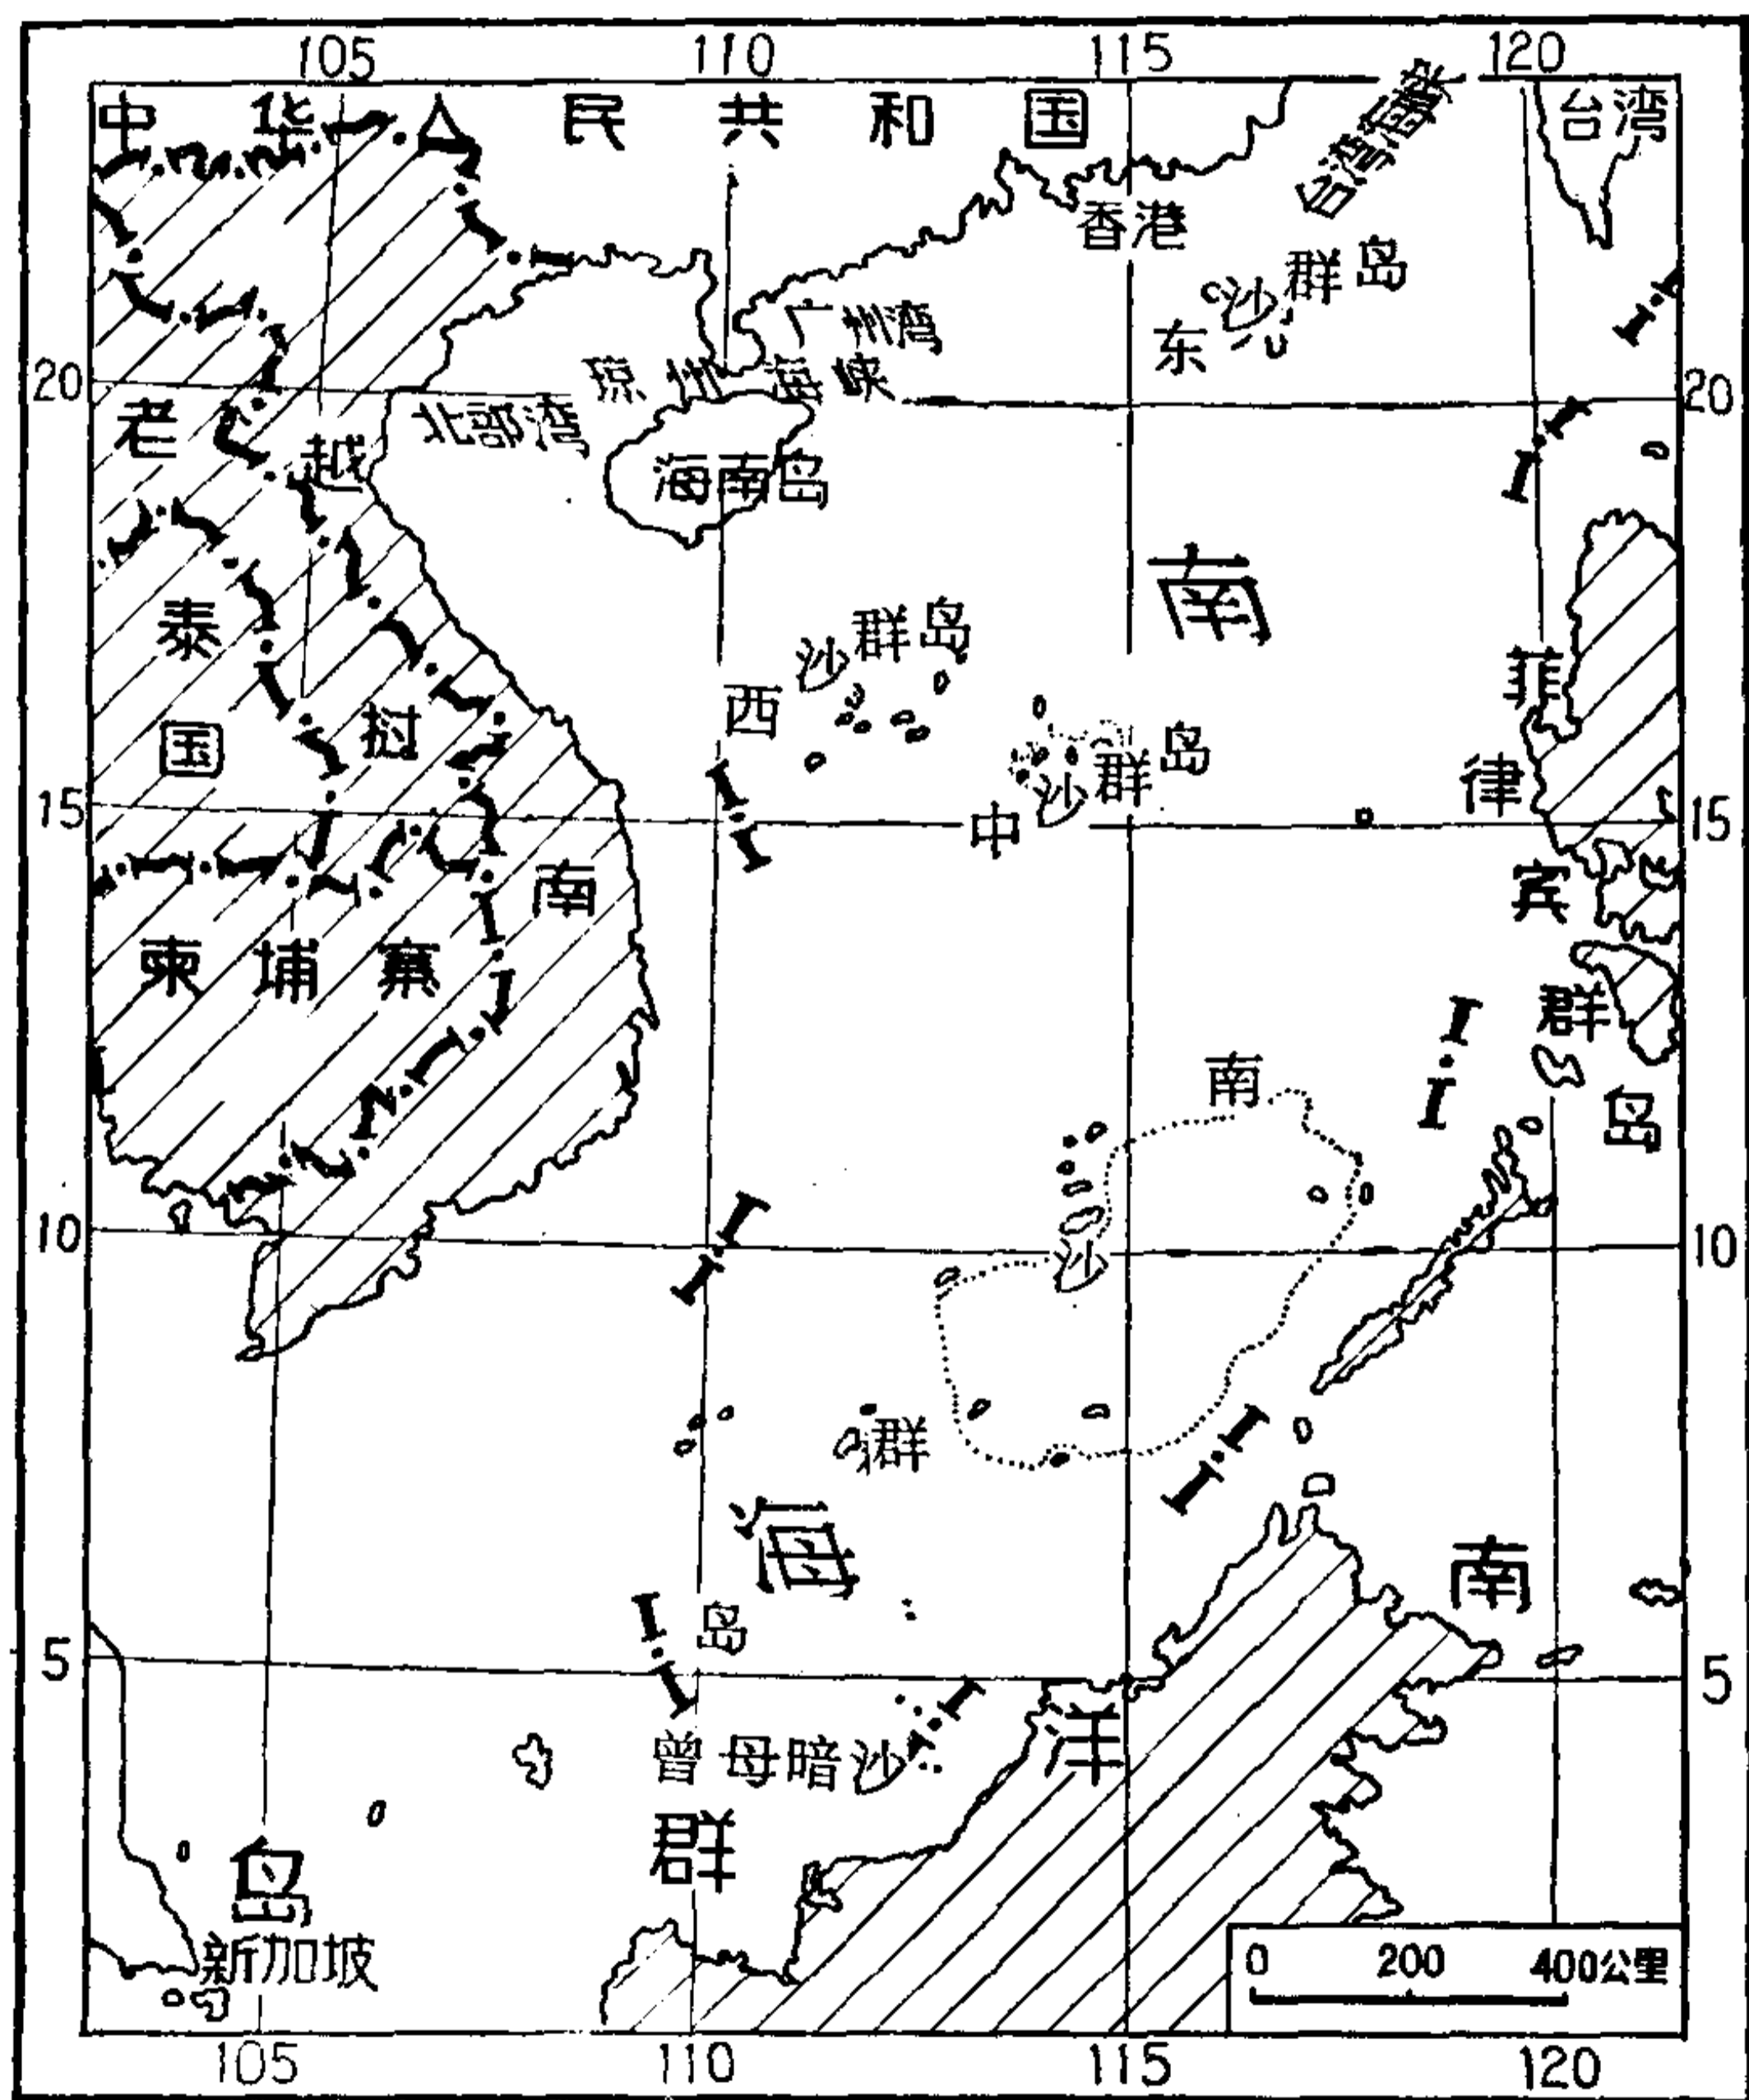 105 110 115 120
中华人民共和国
台湾海峡
台湾
香港
东沙群岛
广州湾
琼州海峡
20 20
北部湾
海南岛
老挝
越南
泰国
柬埔寨
南海
西沙群岛
中沙群岛
15 15
菲律宾群岛
南沙群岛
10 10
5 5
曾母暗沙
南洋群岛
新加坡
0 200 400公里
105 110 115 120